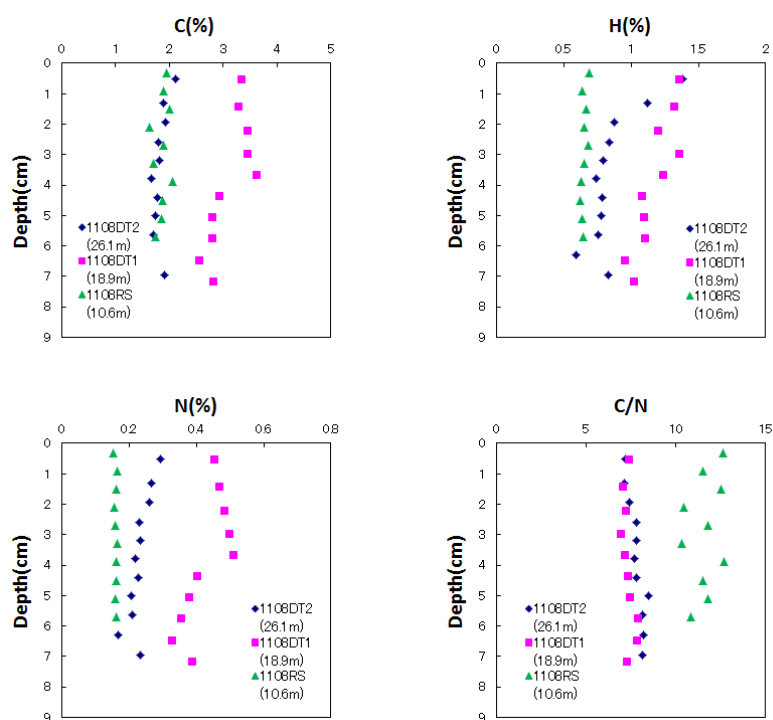 C(%)
0 1 2 3 4 5
Depth(cm)
0
1
2
3
4
5
6
7
8
9
1108DT2
(26.1m)
1108DT1
(18.9m)
1108RS
(10.6m)
H(%)
0 0.5 1 1.5 2
Depth(cm)
0
1
2
3
4
5
6
7
8
9
1108DT2
(26.1m)
1108DT1
(18.9m)
1108RS
(10.6m)
N(%)
0 0.2 0.4 0.6 0.8
Depth(cm)
0
1
2
3
4
5
6
7
8
9
1108DT2
(26.1m)
1108DT1
(18.9m)
1108RS
(10.6m)
C/N
0 5 10 15
Depth(cm)
0
1
2
3
4
5
6
7
8
9
1108DT2
(26.1m)
1108DT1
(18.9m)
1108RS
(10.6m)